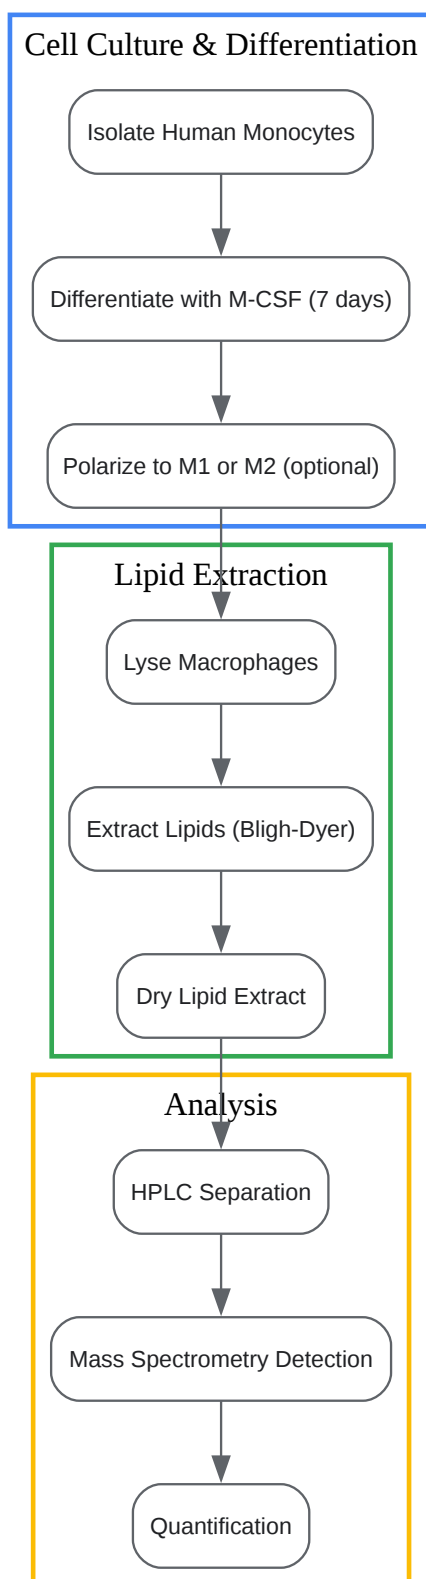 Cell Culture & Differentiation
Isolate Human Monocytes
Differentiate with M-CSF (7 days)
Polarize to M1 or M2 (optional)
Lipid Extraction
Lyse Macrophages
Extract Lipids (Bligh-Dyer)
Dry Lipid Extract
Analysis
HPLC Separation
Mass Spectrometry Detection
Quantification